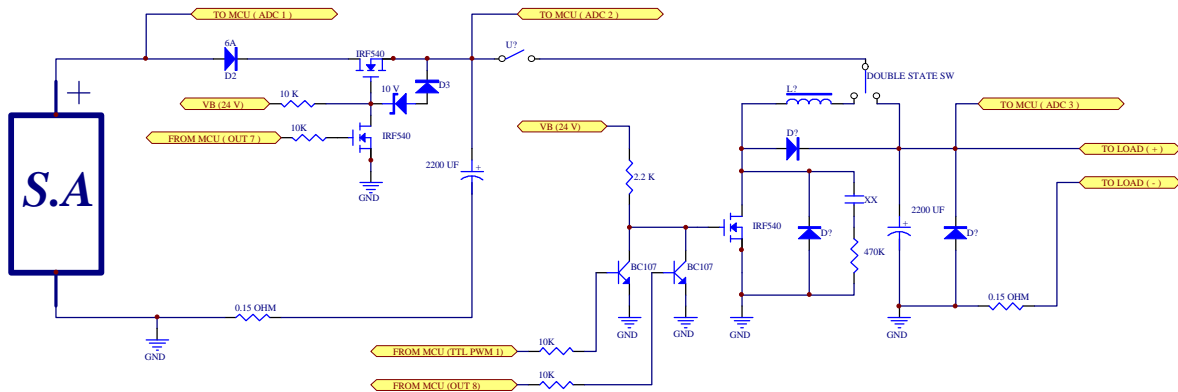 TO MCU ( ADC 1 )
TO MCU ( ADC 2 )
6A
D2
IRF540
U?
DOUBLE STATE SW
10 V
D3
L?
VB (24 V)
10 K
TO MCU ( ADC 3 )
FROM MCU ( OUT 7 )
10K
IRF540
VB (24 V)
D?
TO LOAD ( + )
2200 UF
2.2 K
TO LOAD ( - )
GND
S.A
XX
2200 UF
IRF540
D?
D?
470K
BC107
BC107
0.15 OHM
0.15 OHM
GND
GND
GND
GND
GND
FROM MCU (TTL PWM 1)
10K
FROM MCU (OUT 8)
10K